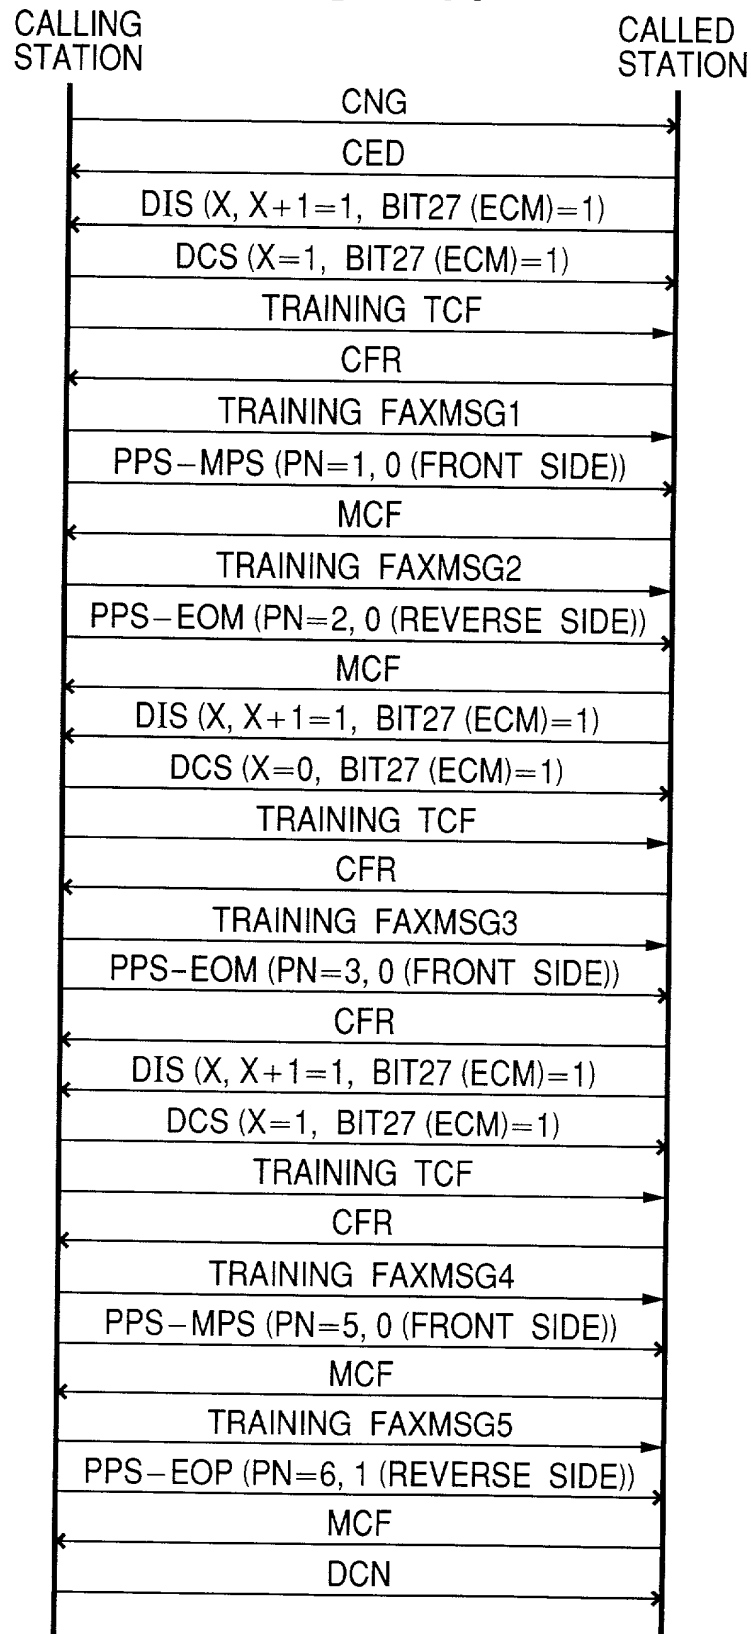 CALLING
STATION
CALLED
STATION
CNG
CED
DIS (X, X+1=1, BIT27 (ECM)=1)
DCS (X=1, BIT27 (ECM)=1)
TRAINING TCF
CFR
TRAINING FAXMSG1
PPS-MPS (PN=1, 0 (FRONT SIDE))
MCF
TRAINING FAXMSG2
PPS-EOM (PN=2, 0 (REVERSE SIDE))
MCF
DIS (X, X+1=1, BIT27 (ECM)=1)
DCS (X=0, BIT27 (ECM)=1)
TRAINING TCF
CFR
TRAINING FAXMSG3
PPS-EOM (PN=3, 0 (FRONT SIDE))
CFR
DIS (X, X+1=1, BIT27 (ECM)=1)
DCS (X=1, BIT27 (ECM)=1)
TRAINING TCF
CFR
TRAINING FAXMSG4
PPS-MPS (PN=5, 0 (FRONT SIDE))
MCF
TRAINING FAXMSG5
PPS-EOP (PN=6, 1 (REVERSE SIDE))
MCF
DCN